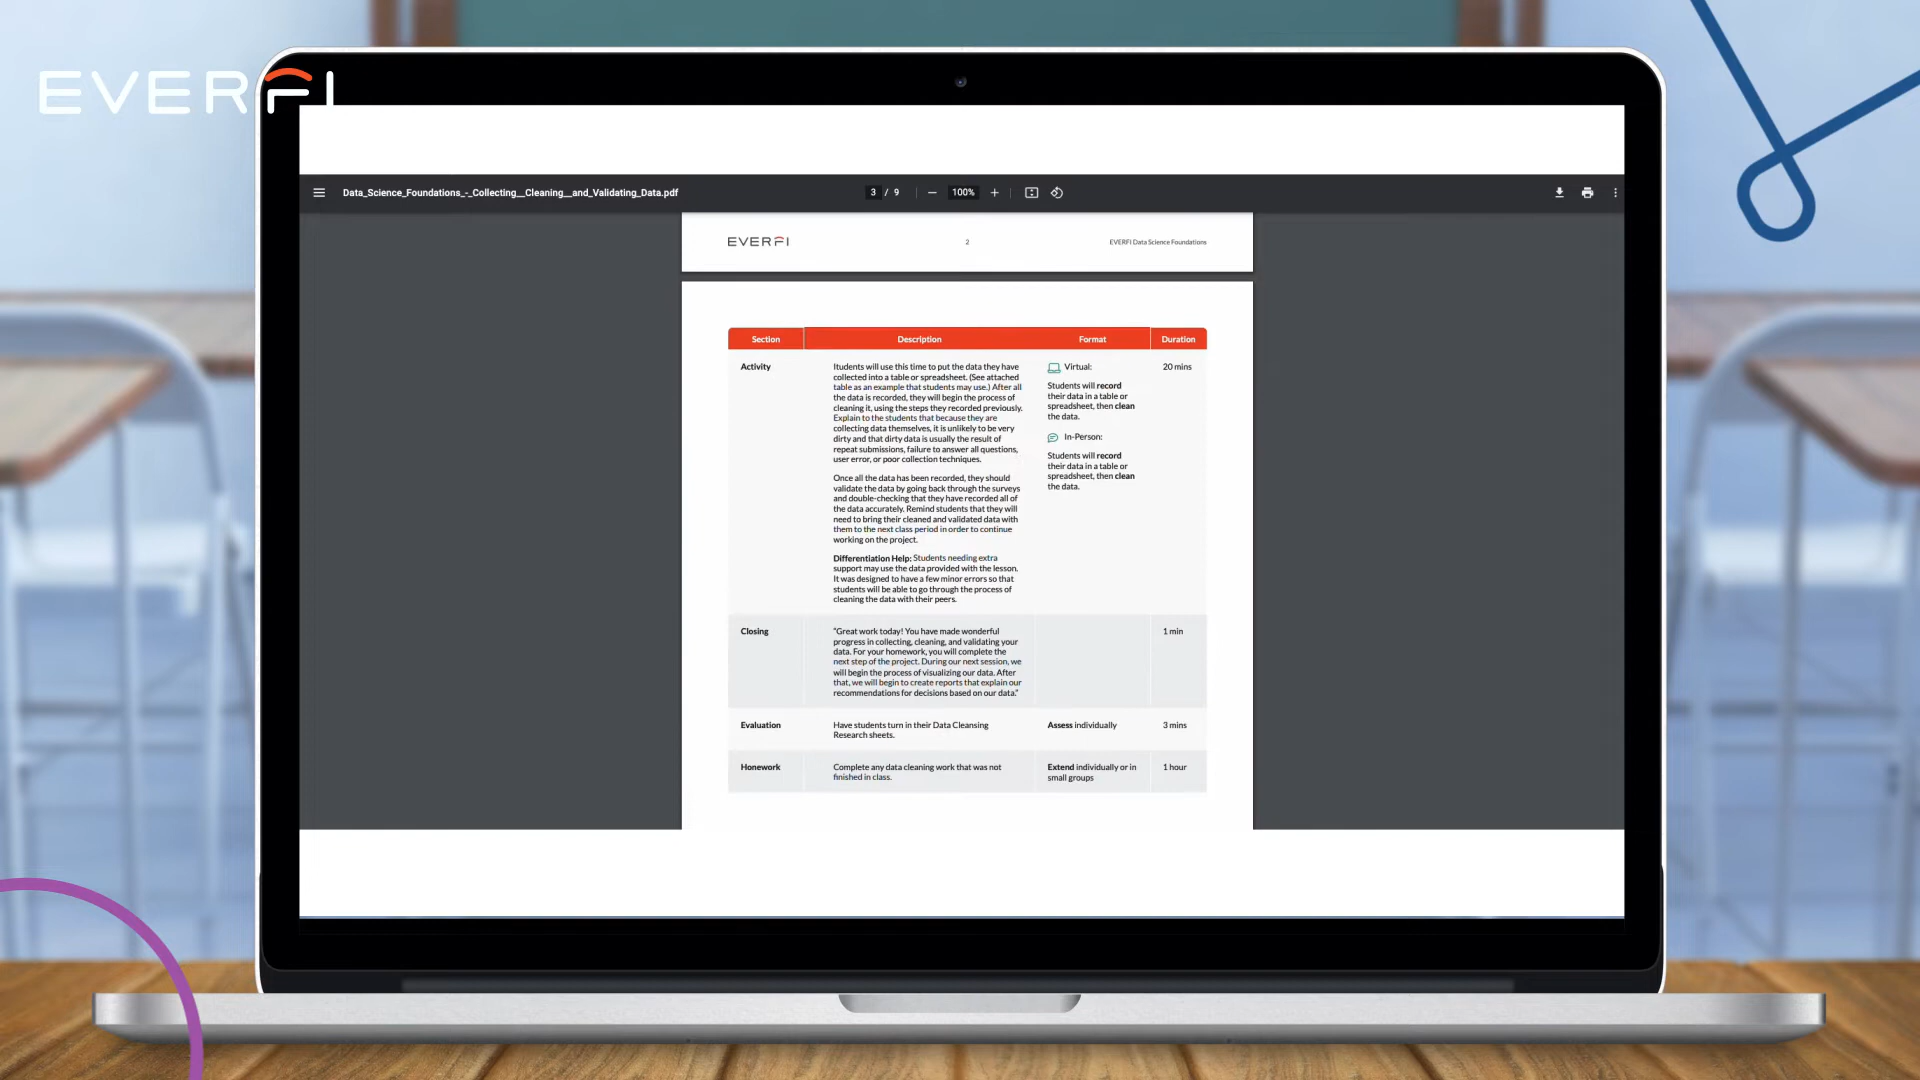 EVERFI
Data_Science_Foundations_-_Collecting__Cleaning__and_Validating_Data.pdf
3 / 9
100%
EVERFI 2 EVERFI Data Science Foundations
Section Description Format Duration
Activity
Itudents will use this time to put the data they have
collected into a table or spreadsheet. (See attached
table as an example that students may use.) After all
the data is recorded, they will begin the process of
cleaning it, using the steps they recorded previously.
Explain to the students that because they are
collecting data themselves, it is unlikely to be very
dirty and that dirty data is usually the result of
repeat submissions, failure to answer all questions,
user error, or poor collection techniques.
Once all the data has been recorded, they should
validate the data by going back through the surveys
and double-checking that they have recorded all of
the data accurately. Remind students that they will
need to bring their cleaned and validated data with
them to the next class period in order to continue
working on the project.
Differentiation Help: Students needing extra
support may use the data provided with the lesson.
It was designed to have a few minor errors so that
students will be able to go through the process of
cleaning the data with their peers.
Virtual:
Students will record
their data in a table or
spreadsheet, then clean
the data.
In-Person:
Students will record
their data in a table or
spreadsheet, then clean
the data.
20 mins
Closing
"Great work today! You have made wonderful
progress in collecting, cleaning, and validating your
data. For your homework, you will complete the
next step of the project. During our next session, we
will begin the process of visualizing our data. After
that, we will begin to create reports that explain our
recommendations for decisions based on our data."
1 min
Evaluation
Have students turn in their Data Cleansing
Research sheets.
Assess individually
3 mins
Honework
Complete any data cleaning work that was not
finished in class.
Extend individually or in
small groups
1 hour